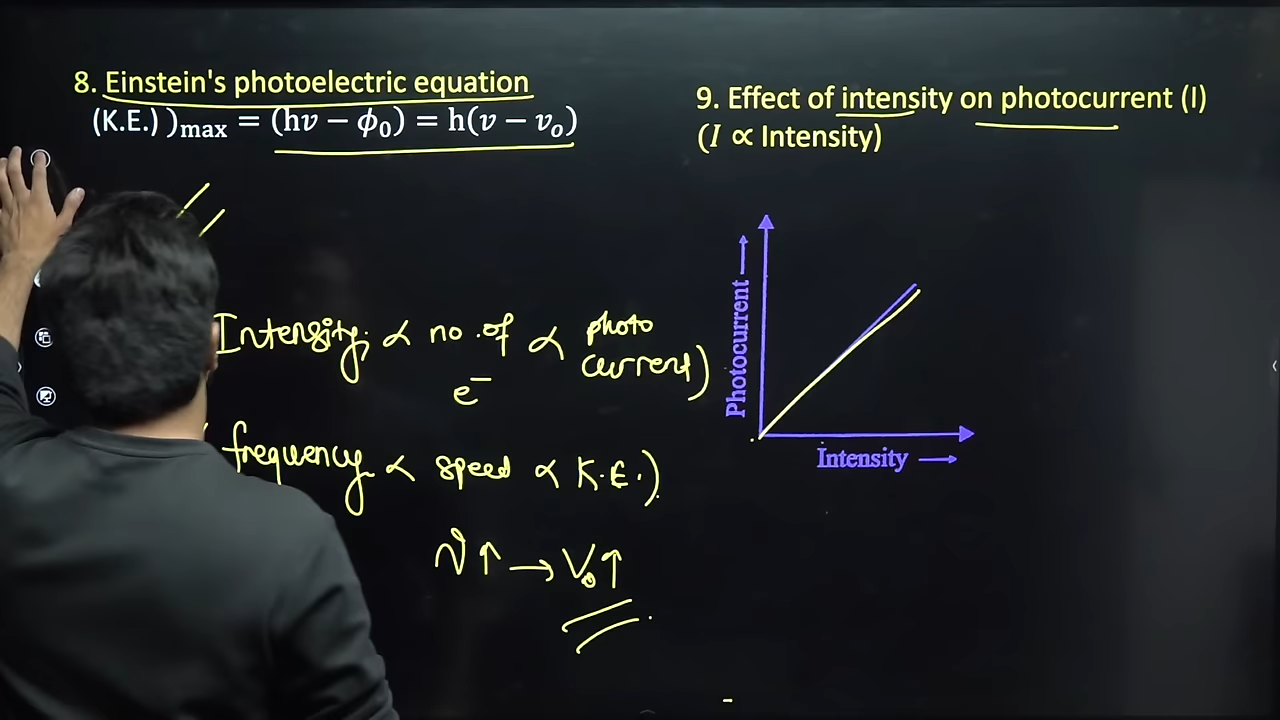 8. Einstein's photoelectric equation
(K.E.) )max = (hν − ϕ0) = h(ν − νo)
Intensity ∝ no. of ∝ photo current)
e⁻
frequency ∝ speed ∝ K.E.)
ν↑ → V₀↑
9. Effect of intensity on photocurrent (I)
(I ∝ Intensity)
Photocurrent →
Intensity →